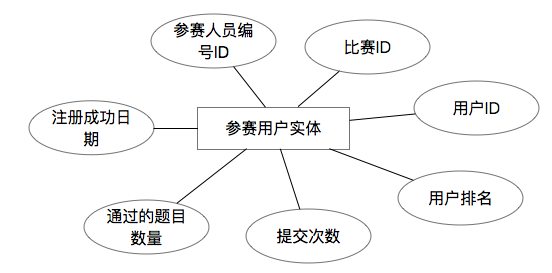 参赛人员编
号ID
比赛ID
用户ID
注册成功日
期
参赛用户实体
用户排名
通过的题目
数量
提交次数